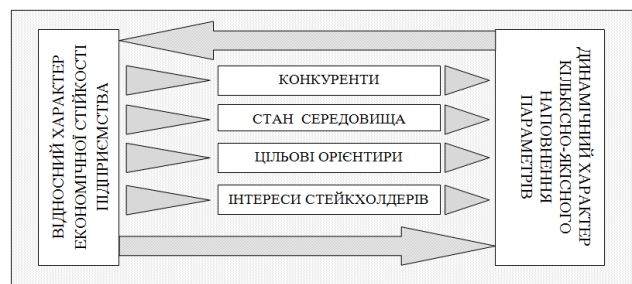 ВІДНОСНИЙ ХАРАКТЕР
ЕКОНОМІЧНОЇ СТІЙКОСТІ
ПІДПРИЄМСТВА
КОНКУРЕНТИ
СТАН СЕРЕДОВИЩА
ЦІЛЬОВІ ОРІЄНТИРИ
ІНТЕРЕСИ СТЕЙКХОЛДЕРІВ
ДИНАМІЧНИЙ ХАРАКТЕР
КІЛЬКІСНО-ЯКІСНОГО
НАПОВНЕННЯ
ПАРАМЕТРІВ